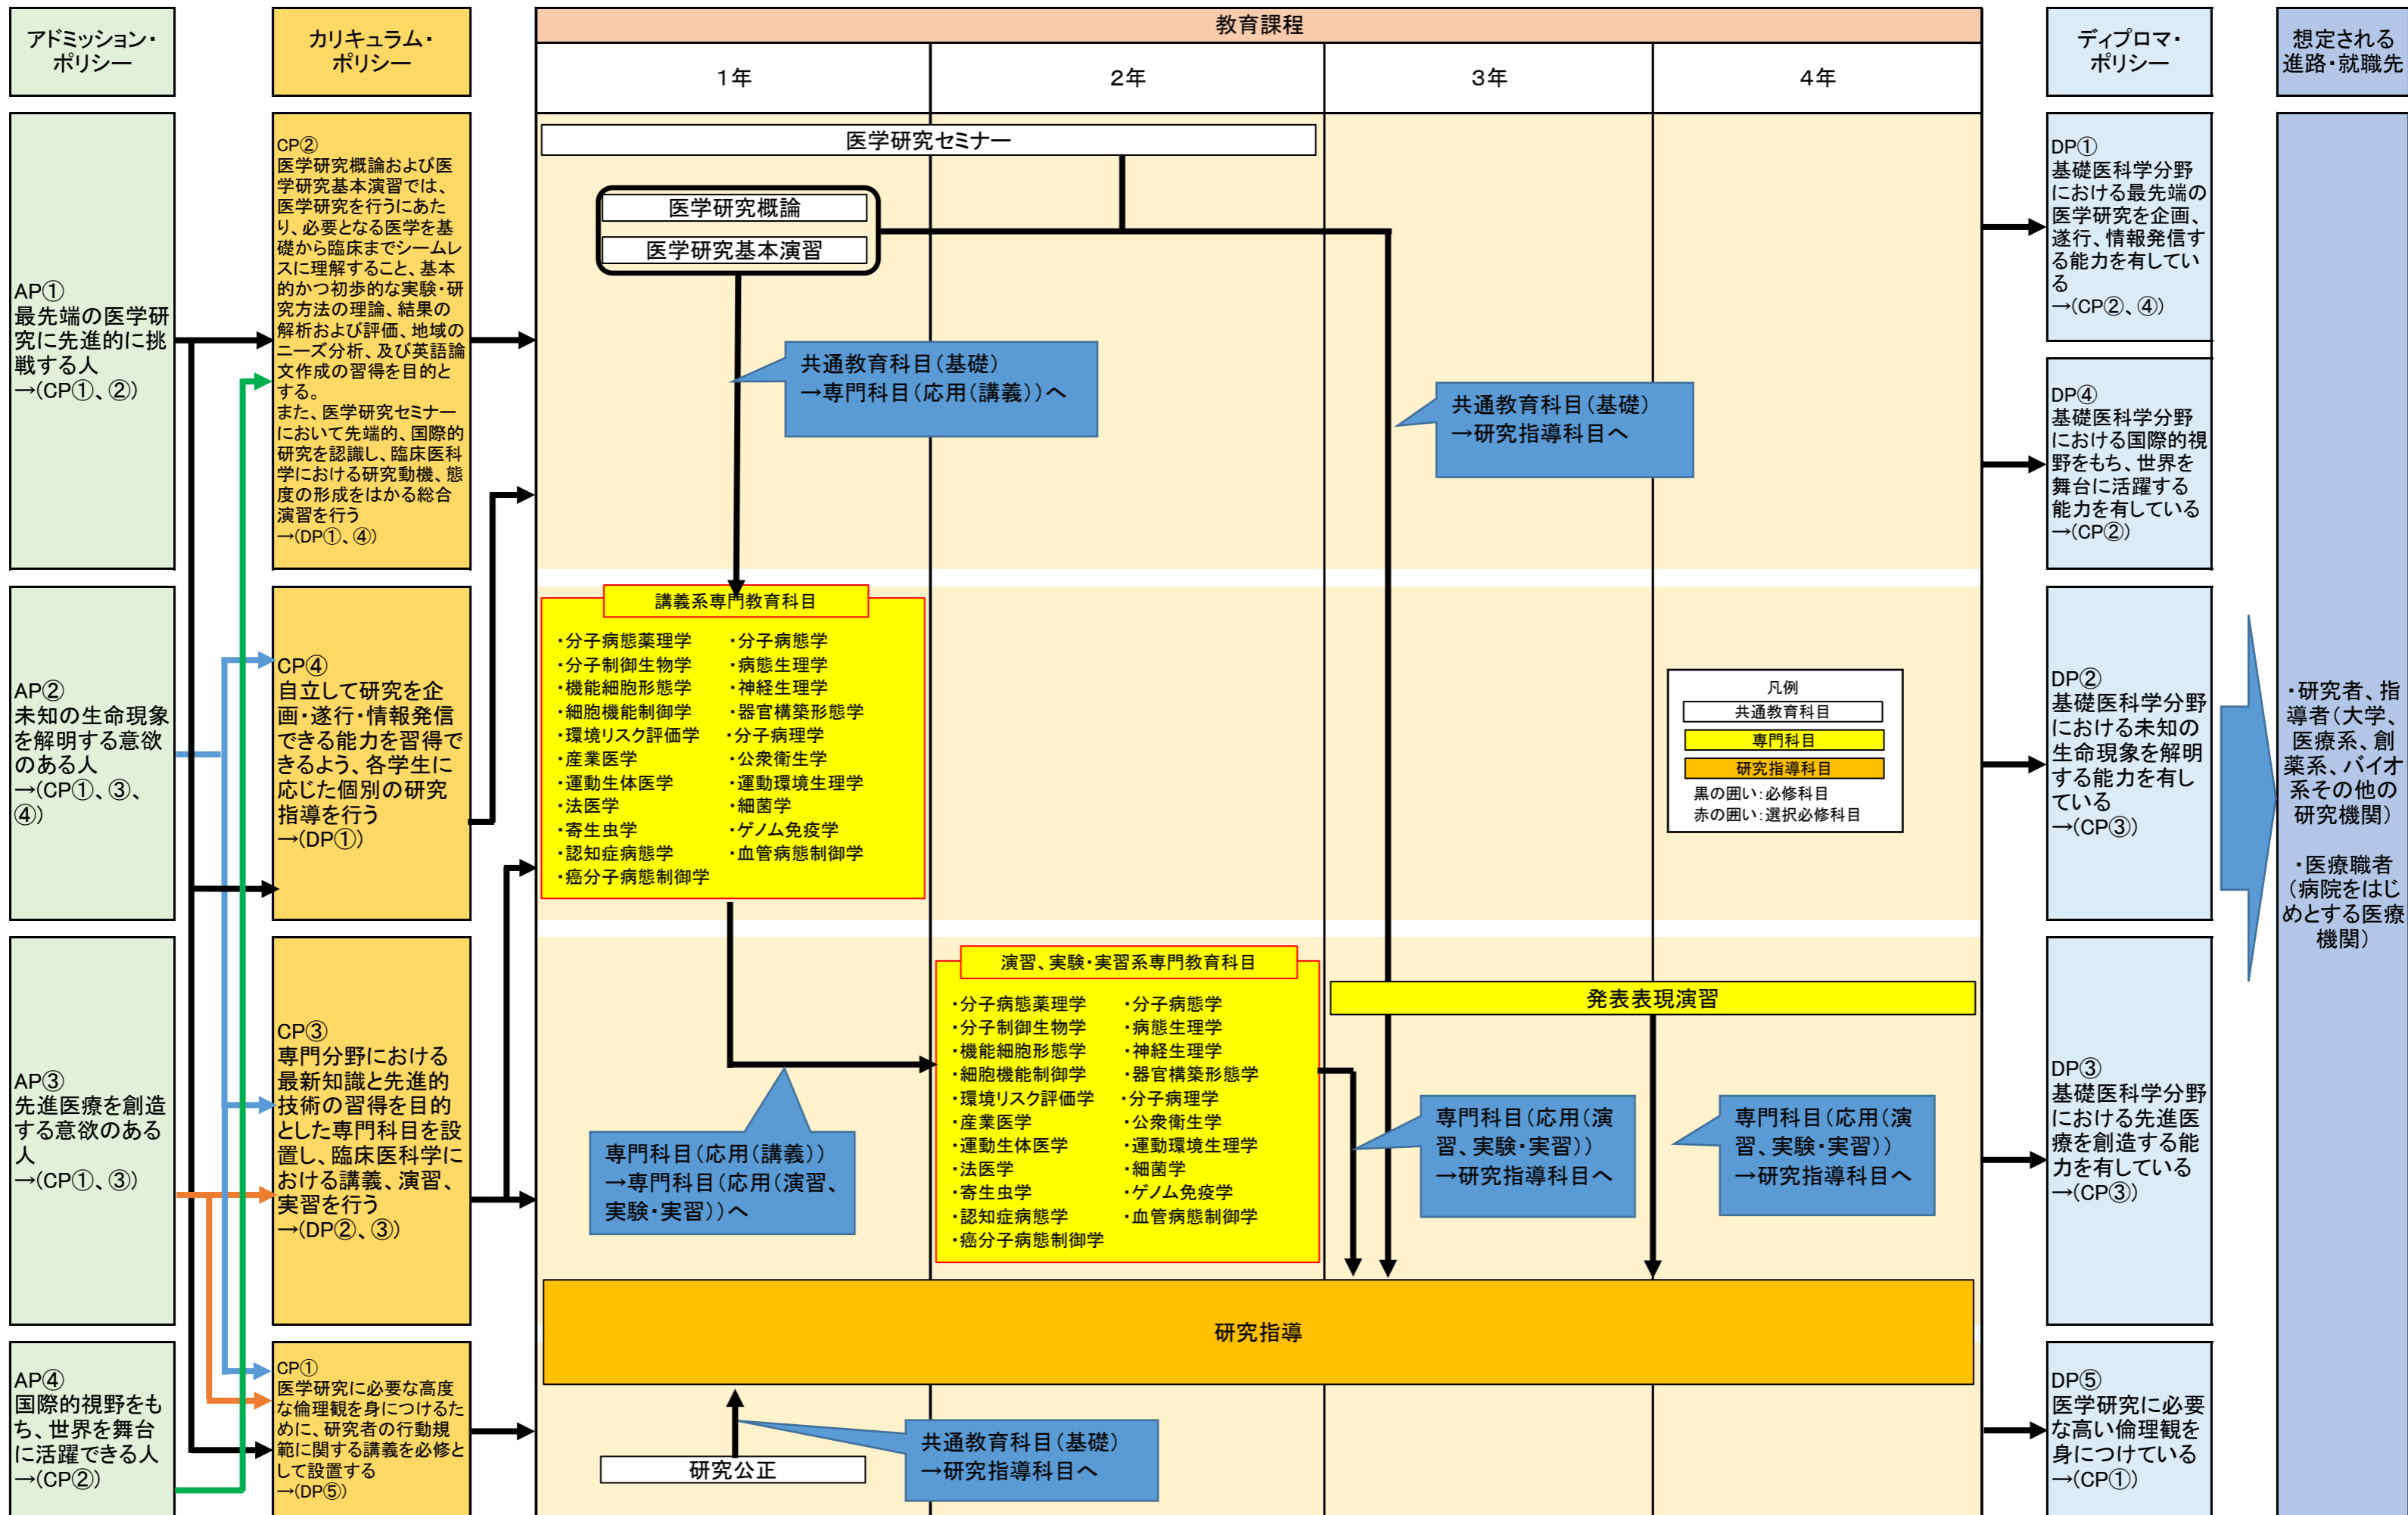 アドミッション・
ポリシー
AP①
最先端の医学研
究に先進的に挑
戦する人
→(CP①、②)
AP②
未知の生命現象
を解明する意欲
のある人
→(CP①、③、
④)
AP③
先進医療を創造
する意欲のある
人
→(CP①、③)
AP④
国際的視野をも
ち、世界を舞台
に活躍できる人
→(CP②)
カリキュラム・
ポリシー
CP②
医学研究概論および医
学研究基本演習では、
医学研究を行うにあた
り、必要となる医学を基
礎から臨床までシームレ
スに理解すること、基本
的かつ初歩的な実験・研
究方法の理論、結果の
解析および評価、地域の
ニーズ分析、及び英語論
文作成の習得を目的と
する。
また、医学研究セミナー
において先端的、国際的
研究を認識し、臨床医科
学における研究動機、態
度の形成をはかる総合
演習を行う
→(DP①、④)
CP④
自立して研究を企
画・遂行・情報発信
できる能力を習得で
きるよう、各学生に
応じた個別の研究
指導を行う
→(DP①)
CP③
専門分野における
最新知識と先進的
技術の習得を目的
とした専門科目を設
置し、臨床医科学に
おける講義、演習、
実習を行う
→(DP②、③)
CP①
医学研究に必要な高度
な倫理観を身につけるた
めに、研究者の行動規
範に関する講義を必修と
して設置する
→(DP⑤)
教育課程
1年
2年
3年
4年
医学研究セミナー
医学研究概論
医学研究基本演習
共通教育科目(基礎)
→専門科目(応用(講義))へ
共通教育科目(基礎)
→研究指導科目へ
講義系専門教育科目
・分子病態薬理学 ・分子病態学
・分子制御生物学 ・病態生理学
・機能細胞形態学 ・神経生理学
・細胞機能制御学 ・器官構築形態学
・環境リスク評価学 ・分子病理学
・産業医学 ・公衆衛生学
・運動生体医学 ・運動環境生理学
・法医学 ・細菌学
・寄生虫学 ・ゲノム免疫学
・認知症病態学 ・血管病態制御学
・癌分子病態制御学
凡例
共通教育科目
専門科目
研究指導科目
黒の囲い:必修科目
赤の囲い:選択必修科目
演習、実験・実習系専門教育科目
・分子病態薬理学 ・分子病態学
・分子制御生物学 ・病態生理学
・機能細胞形態学 ・神経生理学
・細胞機能制御学 ・器官構築形態学
・環境リスク評価学 ・分子病理学
・産業医学 ・公衆衛生学
・運動生体医学 ・運動環境生理学
・法医学 ・細菌学
・寄生虫学 ・ゲノム免疫学
・認知症病態学 ・血管病態制御学
・癌分子病態制御学
発表表現演習
専門科目(応用(講義))
→専門科目(応用(演習、
実験・実習))へ
専門科目(応用(演
習、実験・実習))
→研究指導科目へ
専門科目(応用(演
習、実験・実習))
→研究指導科目へ
研究指導
共通教育科目(基礎)
→研究指導科目へ
研究公正
ディプロマ・
ポリシー
DP①
基礎医科学分野
における最先端の
医学研究を企画、
遂行、情報発信す
る能力を有してい
る
→(CP②、④)
DP④
基礎医科学分野
における国際的視
野をもち、世界を
舞台に活躍する
能力を有している
→(CP②)
DP②
基礎医科学分野
における未知の
生命現象を解明
する能力を有し
ている
→(CP③)
DP③
基礎医科学分野
における先進医
療を創造する能
力を有している
→(CP③)
DP⑤
医学研究に必要
な高い倫理観を
身につけている
→(CP①)
想定される
進路・就職先
・研究者、指
導者(大学、
医療系、創
薬系、バイオ
系その他の
研究機関)
・医療職者
(病院をはじ
めとする医療
機関)